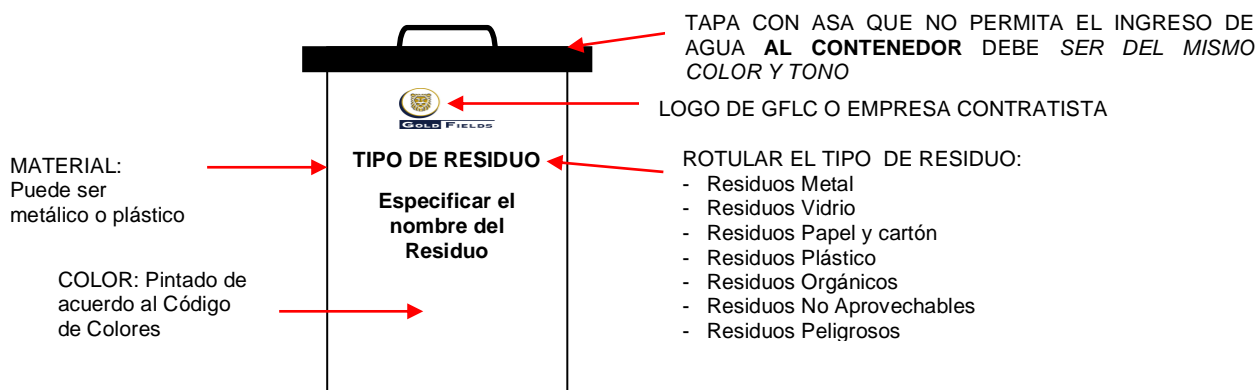 TAPA CON ASA QUE NO PERMITA EL INGRESO DE
AGUA AL CONTENEDOR DEBE SER DEL MISMO
COLOR Y TONO
LOGO DE GFLC O EMPRESA CONTRATISTA
GOLD FIELDS
MATERIAL:
Puede ser
metálico o plástico
TIPO DE RESIDUO
Especificar el
nombre del
Residuo
COLOR: Pintado de
acuerdo al Código
de Colores
ROTULAR EL TIPO DE RESIDUO:
- Residuos Metal
- Residuos Vidrio
- Residuos Papel y cartón
- Residuos Plástico
- Residuos Orgánicos
- Residuos No Aprovechables
- Residuos Peligrosos